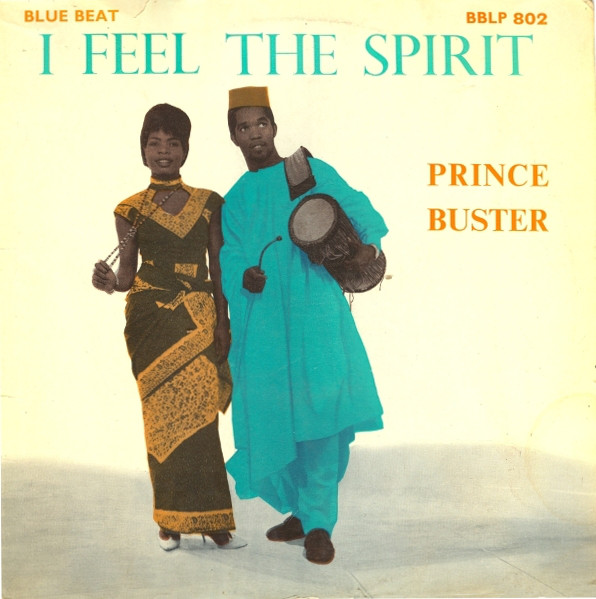 BLUE BEAT
BBLP 802
I FEEL THE SPIRIT
PRINCE
BUSTER